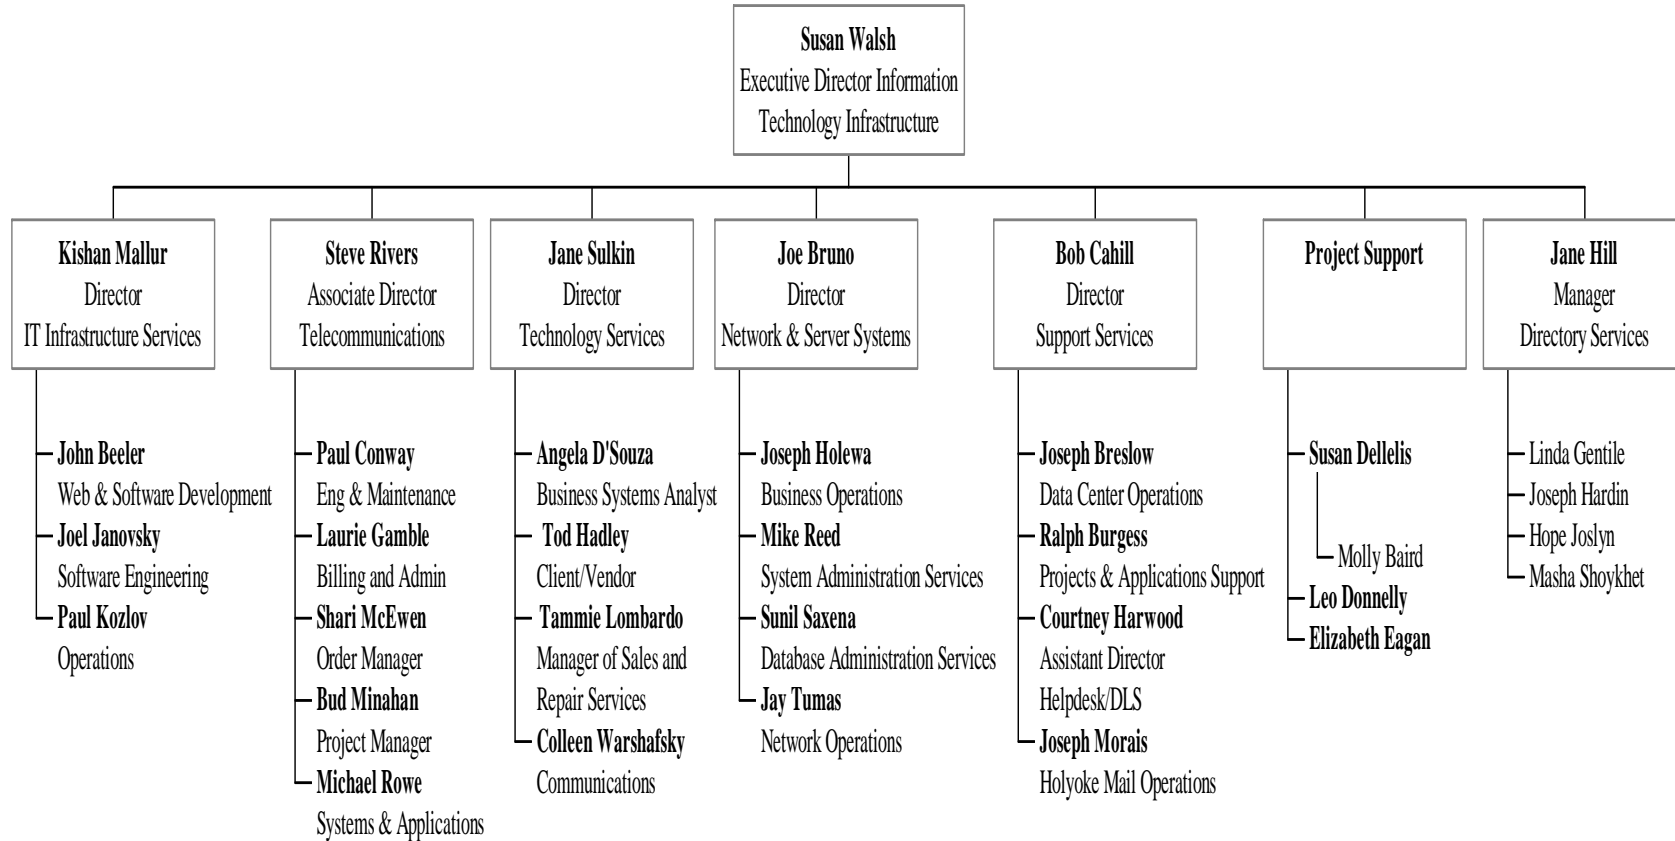 Susan Walsh
Executive Director Information
Technology Infrastructure
Kishan Mallur
Director
IT Infrastructure Services
John Beeler
Web & Software Development
Joel Janovsky
Software Engineering
Paul Kozlov
Operations
Steve Rivers
Associate Director
Telecommunications
Paul Conway
Eng & Maintenance
Laurie Gamble
Billing and Admin
Shari McEwen
Order Manager
Bud Minahan
Project Manager
Michael Rowe
Systems & Applications
Jane Sulkin
Director
Technology Services
Angela D'Souza
Business Systems Analyst
Tod Hadley
Client/Vendor
Tammie Lombardo
Manager of Sales and
Repair Services
Colleen Warshafsky
Communications
Joe Bruno
Director
Network & Server Systems
Joseph Holewa
Business Operations
Mike Reed
System Administration Services
Sunil Saxena
Database Administration Services
Jay Tumas
Network Operations
Bob Cahill
Director
Support Services
Joseph Breslow
Data Center Operations
Ralph Burgess
Projects & Applications Support
Courtney Harwood
Assistant Director
Helpdesk/DLS
Joseph Morais
Holyoke Mail Operations
Project Support
Susan Dellelis
Molly Baird
Leo Donnelly
Elizabeth Eagan
Jane Hill
Manager
Directory Services
Linda Gentile
Joseph Hardin
Hope Joslyn
Masha Shoykhet